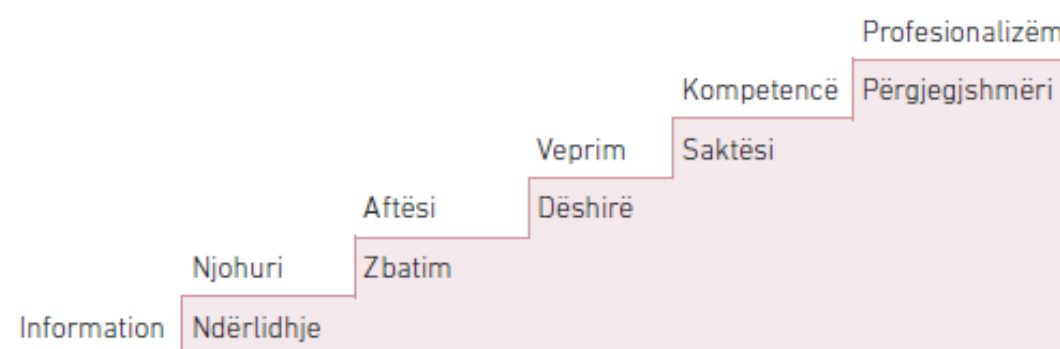 Profesionalizëm
Kompetencë Përgjegjshmëri
Veprim Saktësi
Aftësi Dëshirë
Njohuri Zbatim
Information Ndërlidhje